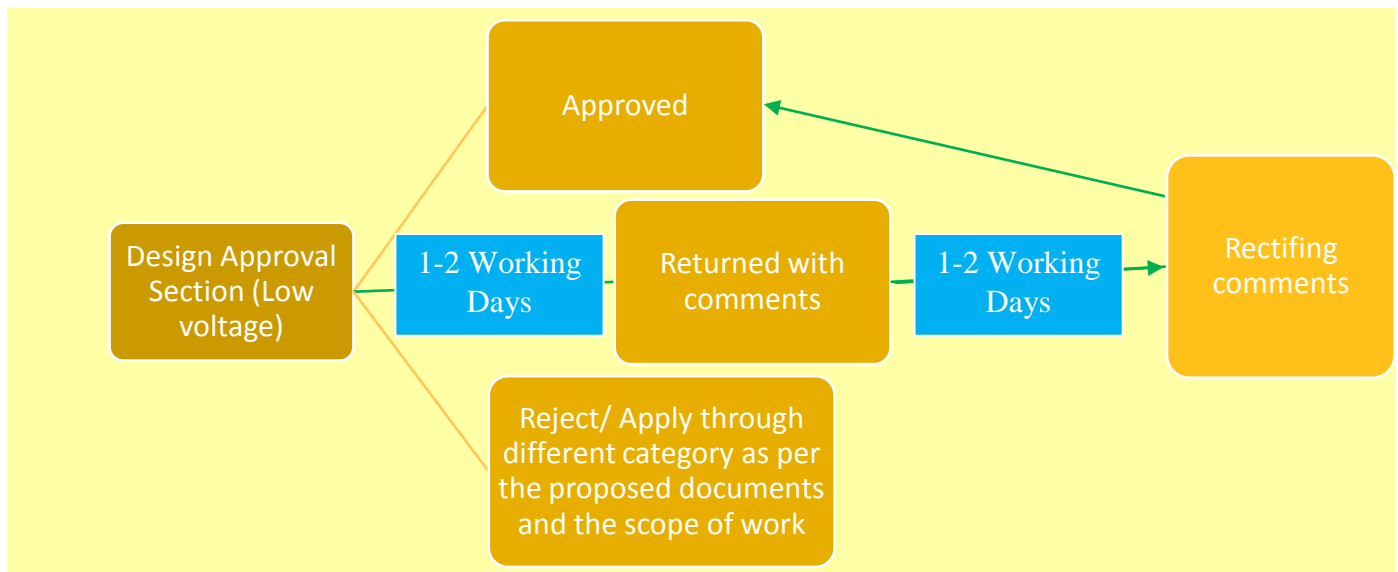 Approved
Design Approval
Section (Low
voltage)
1-2 Working
Days
Returned with
comments
1-2 Working
Days
Rectifing
comments
Reject/ Apply through
different category as per
the proposed documents
and the scope of work